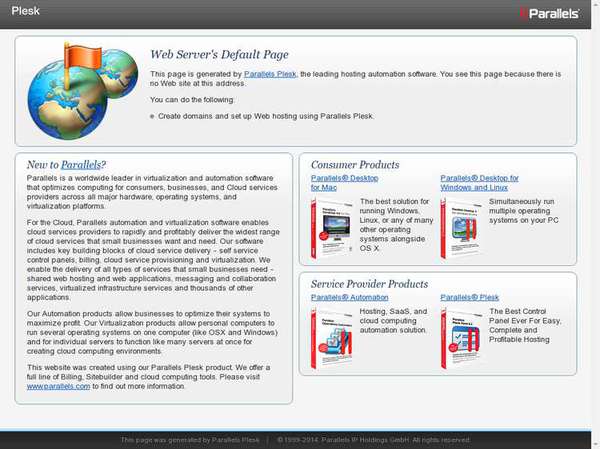 Plesk
Parallels
Web Server's Default Page
This page is generated by Parallels Plesk, the leading hosting automation software. You see this page because there is
no Web site at this address.
You can do the following:
Create domains and set up Web hosting using Parallels Plesk.
New to Parallels?
Parallels is a worldwide leader in virtualization and automation software
that optimizes computing for consumers, businesses, and Cloud services
providers across all major hardware, operating systems, and
virtualization platforms.
For the Cloud, Parallels automation and virtualization software enables
cloud services providers to rapidly and profitably deliver the widest
range of cloud services that small businesses want and need. Our software
includes key building blocks of cloud service delivery - self service
control panels, billing, cloud service provisioning and virtualization. We
enable the delivery of all types of services that small businesses need -
shared web hosting and web applications, messaging and collaboration
services, virtualized infrastructure services and thousands of other
applications.
Our Automation products allow businesses to optimize their systems to
maximize profit. Our Virtualization products allow personal computers to
run several operating systems on one computer (like OSX and Windows)
and for individual servers to function like many servers at once for
creating cloud computing environments.
This website was created using our Parallels Plesk product. We offer a
full line of Billing, Sitebuilder and cloud computing tools. Please visit
www.parallels.com to find out more information.
Consumer Products
Parallels® Desktop
for Mac
The best solution for
running Windows,
Linux, or any of many
other operating
systems alongside
OS X.
Parallels® Desktop for
Windows and Linux
Simultaneously run
multiple operating
systems on your PC
Service Provider Products
Parallels® Automation
Hosting, SaaS, and
cloud computing
automation solution.
Parallels® Plesk
The Best Control
Panel Ever For Easy,
Complete and
Profitable Hosting
This page was generated by Parallels Plesk | © 1999-2014. Parallels IP Holdings GmbH. All rights reserved.